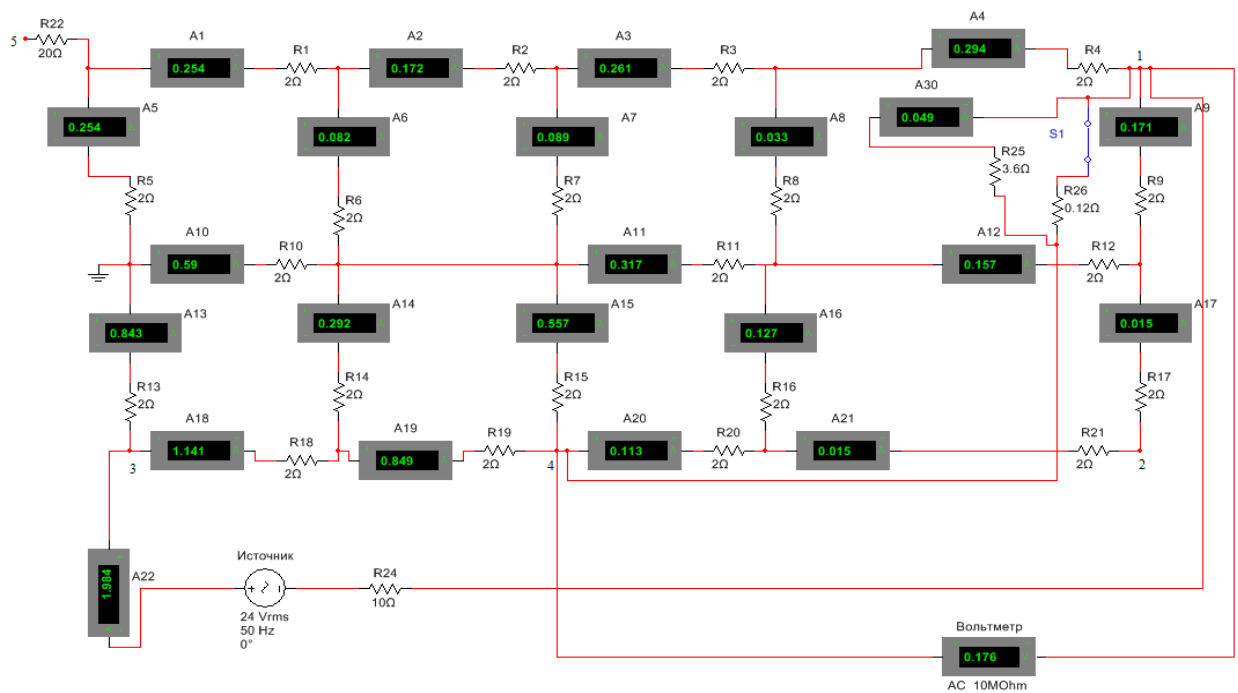 R22
5
20Ω
A1
0.254
R1
2Ω
A2
0.172
R2
2Ω
A3
0.261
R3
2Ω
A4
0.294
R4
2Ω
1
A5
0.254
A6
0.082
A7
0.089
A8
0.033
A30
0.049
S1
A9
0.171
R25
3.6Ω
R26
0.12Ω
R5
2Ω
R6
2Ω
R7
2Ω
R8
2Ω
R9
2Ω
A10
0.59
R10
2Ω
A11
0.317
R11
2Ω
A12
0.157
R12
2Ω
A13
0.843
A14
0.292
A15
0.557
A16
0.127
A17
0.015
R13
2Ω
R14
2Ω
R15
2Ω
R16
2Ω
R17
2Ω
3
A18
1.141
R18
2Ω
A19
0.849
R19
2Ω
4
A20
0.113
R20
2Ω
A21
0.015
R21
2Ω
2
A22
1.984
Источник
24 Vrms
50 Hz
0°
R24
10Ω
Вольтметр
0.176
AC 10MOhm